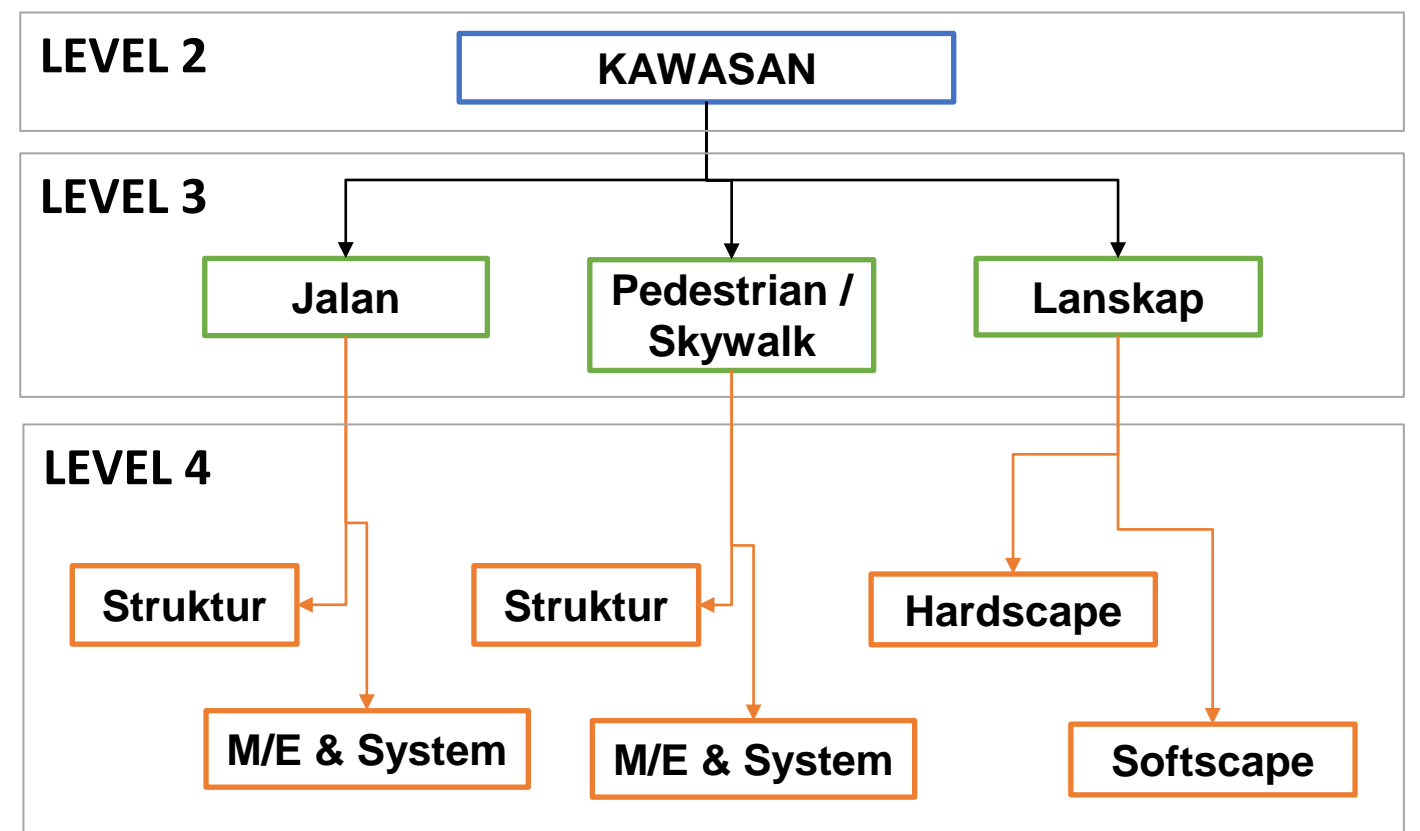 LEVEL 2
KAWASAN
LEVEL 3
Jalan
Pedestrian /
Skywalk
Lanskap
LEVEL 4
Struktur
Struktur
Hardscape
M/E & System
M/E & System
Softscape